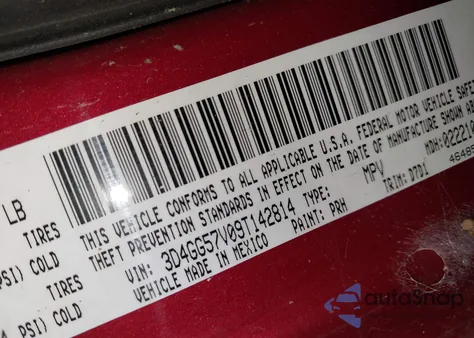 LB
TIRES
PSI) COLD
TIRES
PSI) COLD
THIS VEHICLE CONFORMS TO ALL APPLICABLE U.S.A. FEDERAL MOTOR VEHICLE SAFE
THEFT PREVENTION STANDARDS IN EFFECT ON THE DATE OF MANUFACTURE SHOWN
VIN: 3D4GG57V09T142814 TYPE: MPV MDH: 0222
VEHICLE MADE IN MEXICO PAINT: PRH TRIM: D7D1
autoSnap